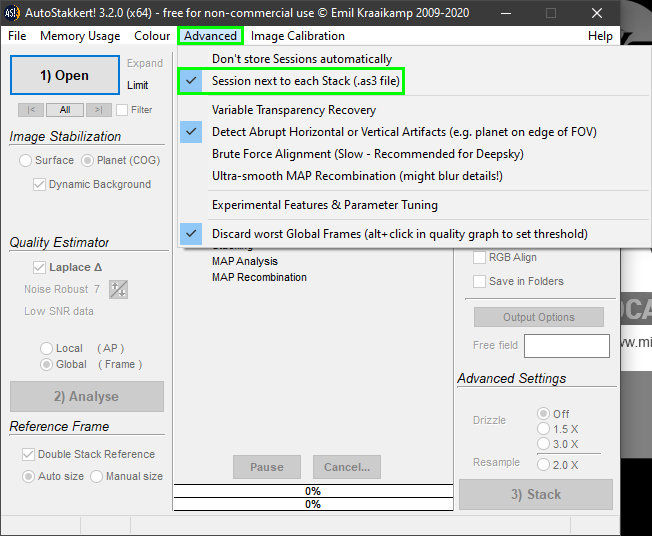 AutoStakkert! 3.2.0 (x64) - free for non-commercial use © Emil Kraaikamp 2009-2020
File Memory Usage Colour Advanced Image Calibration Help
1) Open
Expand
Limit
|< All >| Filter
Image Stabilization
Surface Planet (COG)
Dynamic Background
Quality Estimator
Laplace Δ
Noise Robust 7
Low SNR data
Local ( AP )
Global ( Frame )
2) Analyse
Reference Frame
Double Stack Reference
Auto size Manual size
Don't store Sessions automatically
Session next to each Stack (.as3 file)
Variable Transparency Recovery
Detect Abrupt Horizontal or Vertical Artifacts (e.g. planet on edge of FOV)
Brute Force Alignment (Slow - Recommended for Deepsky)
Ultra-smooth MAP Recombination (might blur details!)
Experimental Features & Parameter Tuning
Discard worst Global Frames (alt+click in quality graph to set threshold)
MAP Analysis
MAP Recombination
Pause Cancel...
0%
0%
RGB Align
Save in Folders
Output Options
Free field
Advanced Settings
Drizzle
Off
1.5 X
3.0 X
Resample 2.0 X
3) Stack